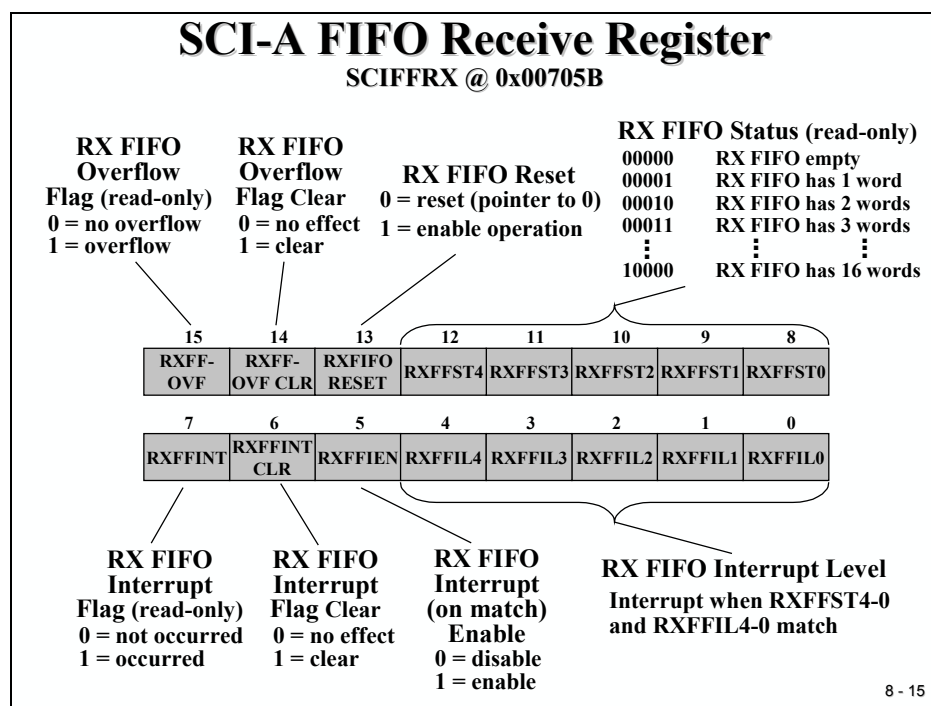 SCI-A FIFO Receive Register
SCIFFRX @ 0x00705B
RX FIFO
Overflow
Flag (read-only)
0 = no overflow
1 = overflow
RX FIFO
Overflow
Flag Clear
0 = no effect
1 = clear
RX FIFO Reset
0 = reset (pointer to 0)
1 = enable operation
RX FIFO Status (read-only)
00000 RX FIFO empty
00001 RX FIFO has 1 word
00010 RX FIFO has 2 words
00011 RX FIFO has 3 words
10000 RX FIFO has 16 words
15 14 13 12 11 10 9 8
RXFF-OVF
RXFF-OVF CLR
RXFIFO RESET
RXFFST4
RXFFST3
RXFFST2
RXFFST1
RXFFST0
7 6 5 4 3 2 1 0
RXFFINT
RXFFINT CLR
RXFFIEN
RXFFIL4
RXFFIL3
RXFFIL2
RXFFIL1
RXFFIL0
RX FIFO
Interrupt
Flag (read-only)
0 = not occurred
1 = occurred
RX FIFO
Interrupt
Flag Clear
0 = no effect
1 = clear
RX FIFO
Interrupt
(on match)
Enable
0 = disable
1 = enable
RX FIFO Interrupt Level
Interrupt when RXFFST4-0
and RXFFIL4-0 match
8 - 15